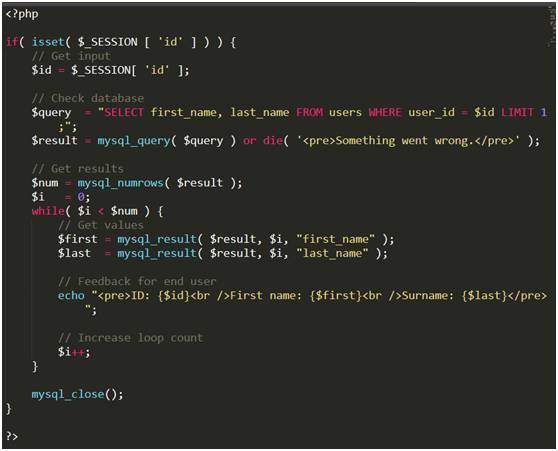 <?php
if( isset( $_SESSION [ 'id' ] ) ) {
// Get input
$id = $_SESSION[ 'id' ];
// Check database
$query  = "SELECT first_name, last_name FROM users WHERE user_id = $id LIMIT 1
;";
$result = mysql_query( $query ) or die( '<pre>Something went wrong.</pre>' );
// Get results
$num = mysql_numrows( $result );
$i   = 0;
while( $i < $num ) {
// Get values
$first = mysql_result( $result, $i, "first_name" );
$last  = mysql_result( $result, $i, "last_name" );
// Feedback for end user
echo "<pre>ID: {$id}<br />First name: {$first}<br />Surname: {$last}</pre>
";
// Increase loop count
$i++;
}
mysql_close();
}
?>